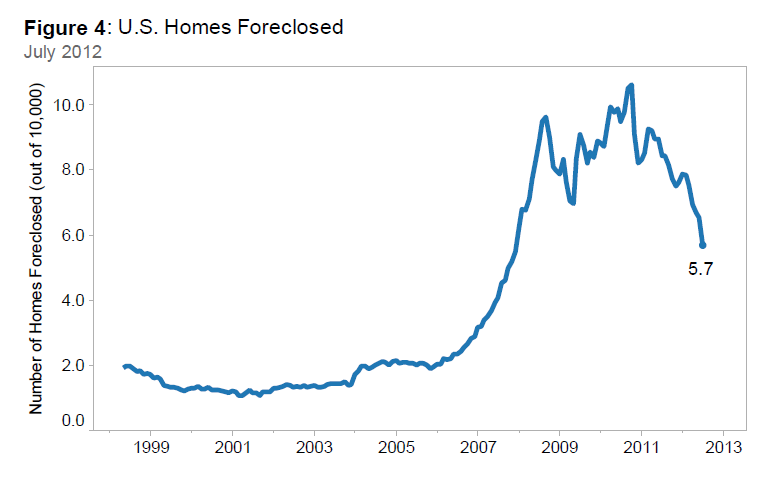 Figure 4: U.S. Homes Foreclosed
July 2012
Number of Homes Foreclosed (out of 10,000)
10.0
8.0
6.0
4.0
2.0
0.0
5.7
1999 2001 2003 2005 2007 2009 2011 2013